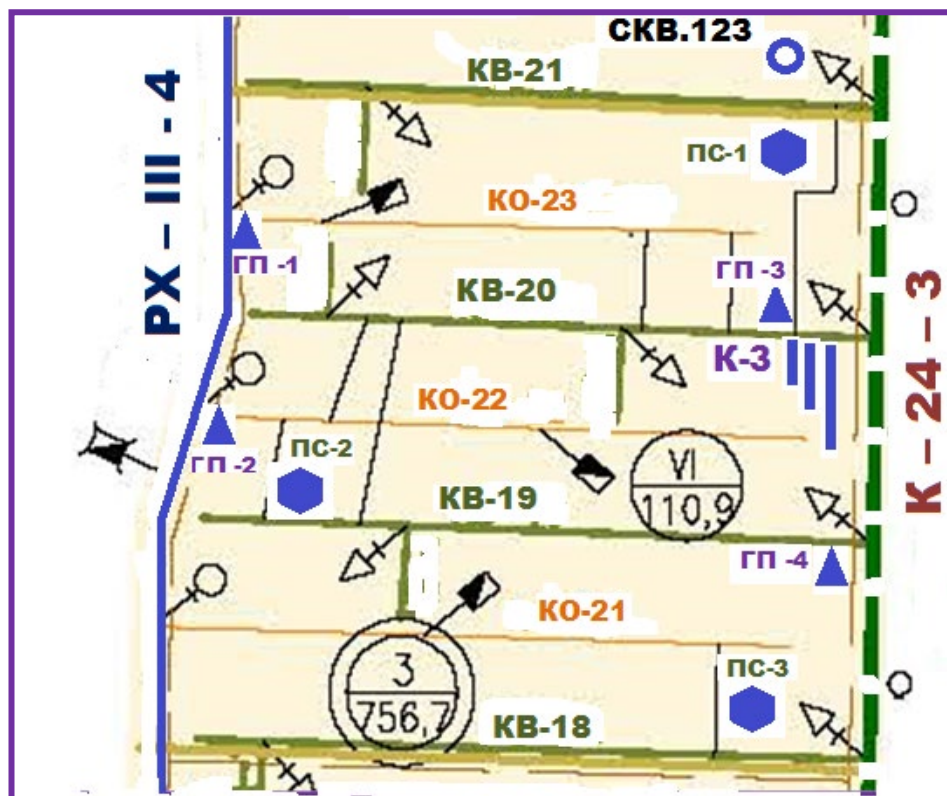 СКВ.123
КВ-21
ПС-1
РХ – III - 4
КО-23
ГП -1
ГП -3
КВ-20
К-3
К – 24 – 3
КО-22
ПС-2
ГП -2
VI
110,9
КВ-19
ГП -4
КО-21
3
756,7
ПС-3
КВ-18